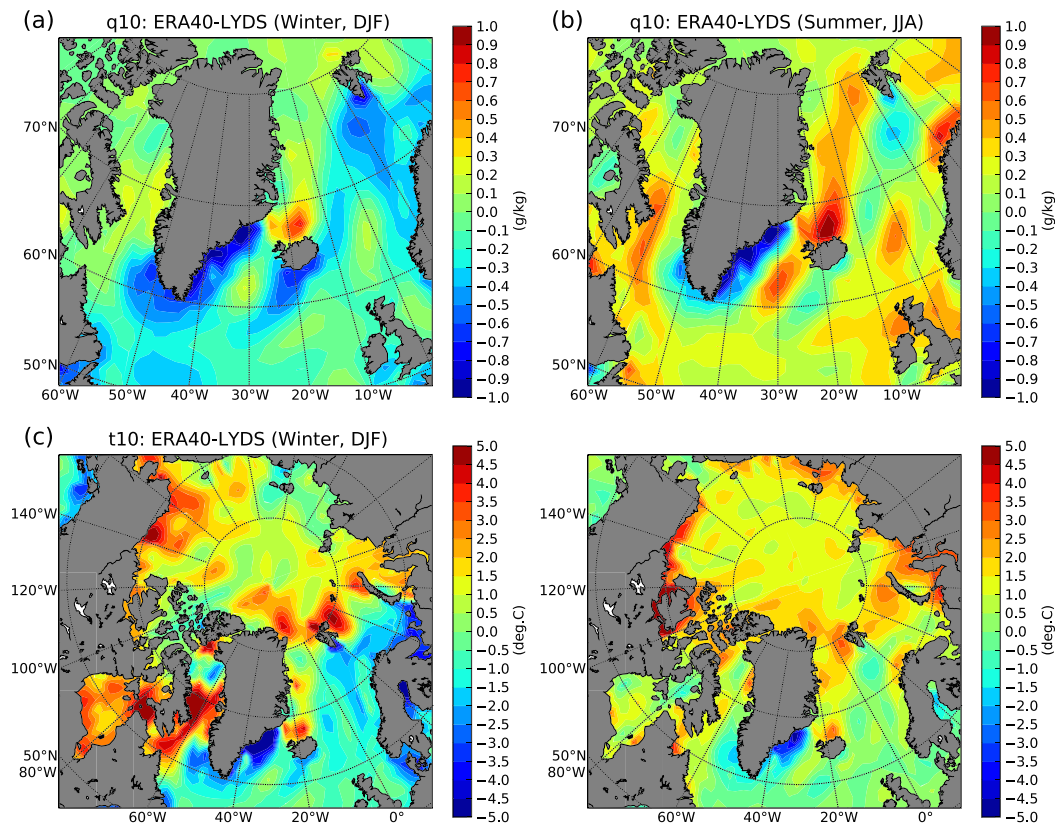 (a)
q10: ERA40-LYDS (Winter, DJF)
70°N
60°N
50°N
60°W
50°W
40°W
30°W
20°W
10°W
1.0
0.9
0.8
0.7
0.6
0.5
0.4
0.3
0.2
0.1
0.0
−0.1
−0.2
−0.3
−0.4
−0.5
−0.6
−0.7
−0.8
−0.9
−1.0
(g/kg)
(b)
q10: ERA40-LYDS (Summer, JJA)
70°N
60°N
50°N
60°W
50°W
40°W
30°W
20°W
10°W
1.0
0.9
0.8
0.7
0.6
0.5
0.4
0.3
0.2
0.1
0.0
−0.1
−0.2
−0.3
−0.4
−0.5
−0.6
−0.7
−0.8
−0.9
−1.0
(g/kg)
(c)
t10: ERA40-LYDS (Winter, DJF)
140°W
120°W
100°W
50°W
80°W
60°W
40°W
20°W
0°
5.0
4.5
4.0
3.5
3.0
2.5
2.0
1.5
1.0
0.5
0.0
−0.5
−1.0
−1.5
−2.0
−2.5
−3.0
−3.5
−4.0
−4.5
−5.0
(deg.C)
140°W
120°W
100°W
50°W
80°W
60°W
40°W
20°W
0°
5.0
4.5
4.0
3.5
3.0
2.5
2.0
1.5
1.0
0.5
0.0
−0.5
−1.0
−1.5
−2.0
−2.5
−3.0
−3.5
−4.0
−4.5
−5.0
(deg.C)